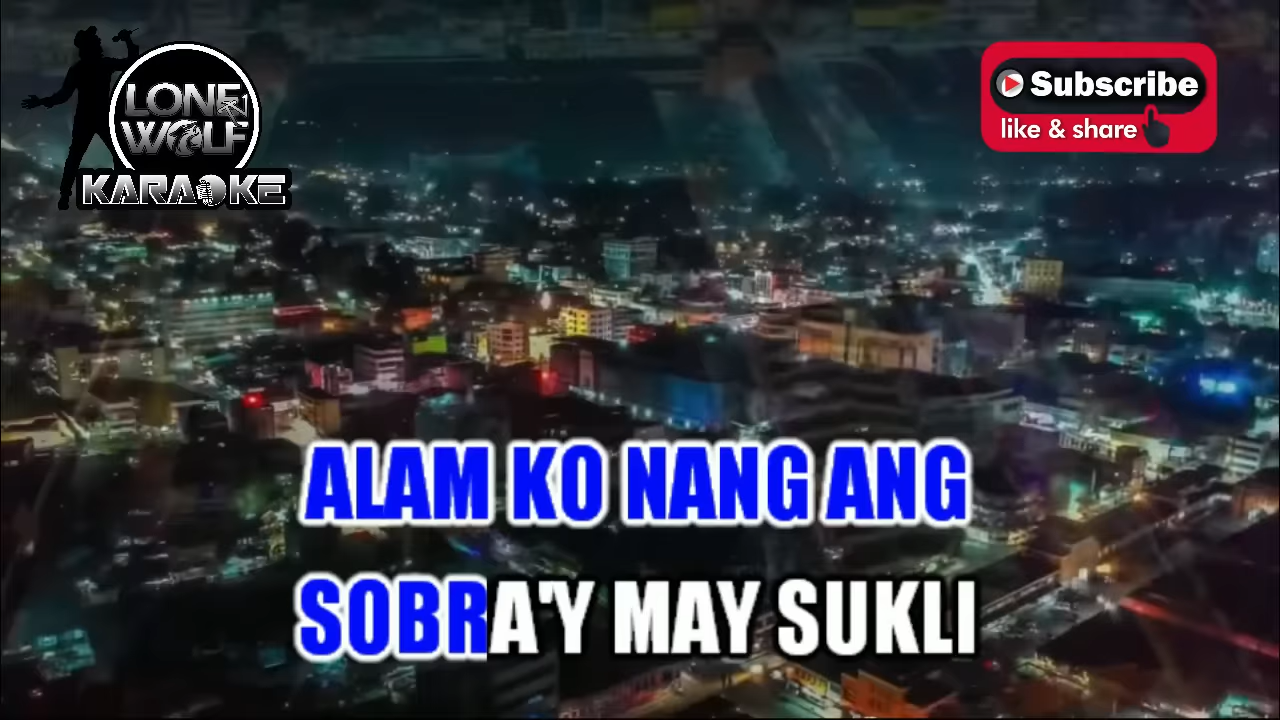 LONE
WOLF
KARAOKE
Subscribe
like & share
ALAM KO NANG ANG
SOBRA'Y MAY SUKLI